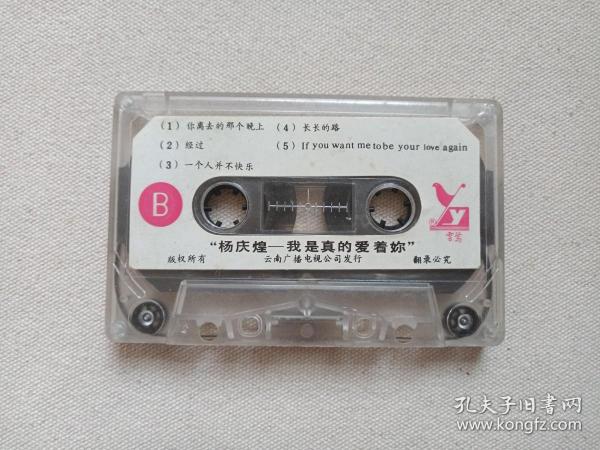 (1) 你离去的那个晚上 (4) 长长的路
(2) 经过 (5) If you want me tobe your love again
(3) 一个人并不快乐
B
y
®
雲莺
“杨庆煌—我是真的爱着妳”
版权所有 云南广播电视公司发行 翻录必究
孔夫子旧書网
www.kongfz.com